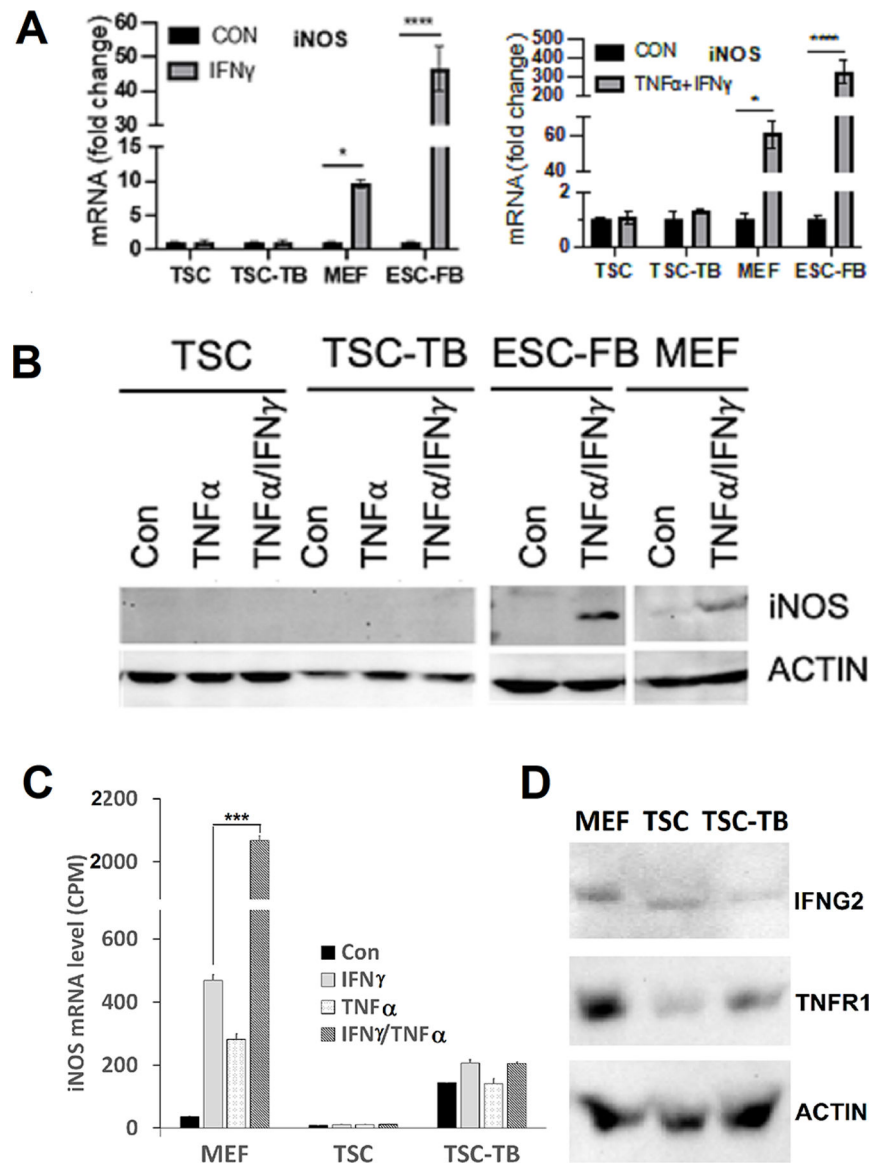 A
60
50
40
30
10
5
0
mRNA (fold change)
CON
IFNγ
iNOS
****
*
TSC TSC-TB MEF ESC-FB
500
400
300
200
100
60
20
2
1
0
mRNA (fold change)
CON
TNFα+IFNγ
iNOS
*
****
TSC TSC-TB MEF ESC-FB
B
TSC TSC-TB ESC-FB MEF
Con TNFα TNFα/IFNγ Con TNFα TNFα/IFNγ Con TNFα/IFNγ Con TNFα/IFNγ
iNOS
ACTIN
C
2200
2000
600
400
200
0
iNOS mRNA level (CPM)
***
Con
IFNγ
TNFα
IFNγ/TNFα
MEF TSC TSC-TB
D
MEF TSC TSC-TB
IFNG2
TNFR1
ACTIN